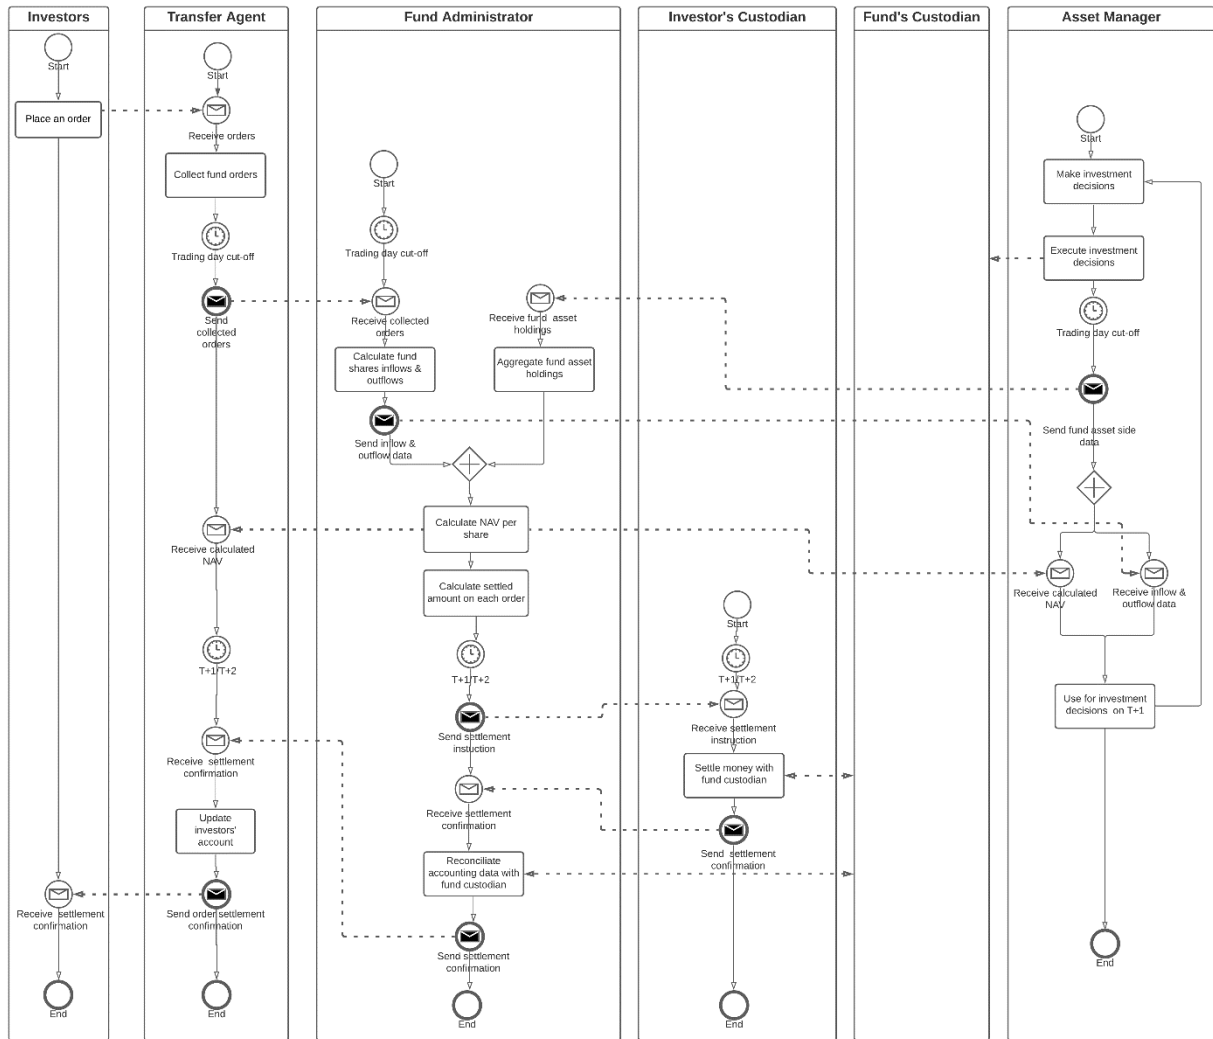 Investors
Transfer Agent
Fund Administrator
Investor's Custodian
Fund's Custodian
Asset Manager
Start
Place an order
Receive settlement
confirmation
End
Start
Receive orders
Collect fund orders
Trading day cut-off
Send
collected
orders
Receive calculated
NAV
T+1/T+2
Receive settlement
confirmation
Update
investors'
account
Send order settlement
confirmation
End
Start
Trading day cut-off
Receive collected
orders
Calculate fund
shares inflows &
outflows
Send inflow &
outflow data
Receive fund asset
holdings
Aggregate fund asset
holdings
Calculate NAV per
share
Calculate settled
amount on each order
T+1/T+2
Send settlement
instuction
Receive settlement
confirmation
Reconciliate
accounting data with
fund custodian
Send settlement
confirmation
End
Start
T+1/T+2
Receive settlement
instruction
Settle money with
fund custodian
Send settlement
confirmation
End
Start
Make investment
decisions
Execute investment
decisions
Trading day cut-off
Send fund asset side
data
Receive calculated
NAV
Receive inflow &
outflow data
Use for investment
decisions on T+1
End